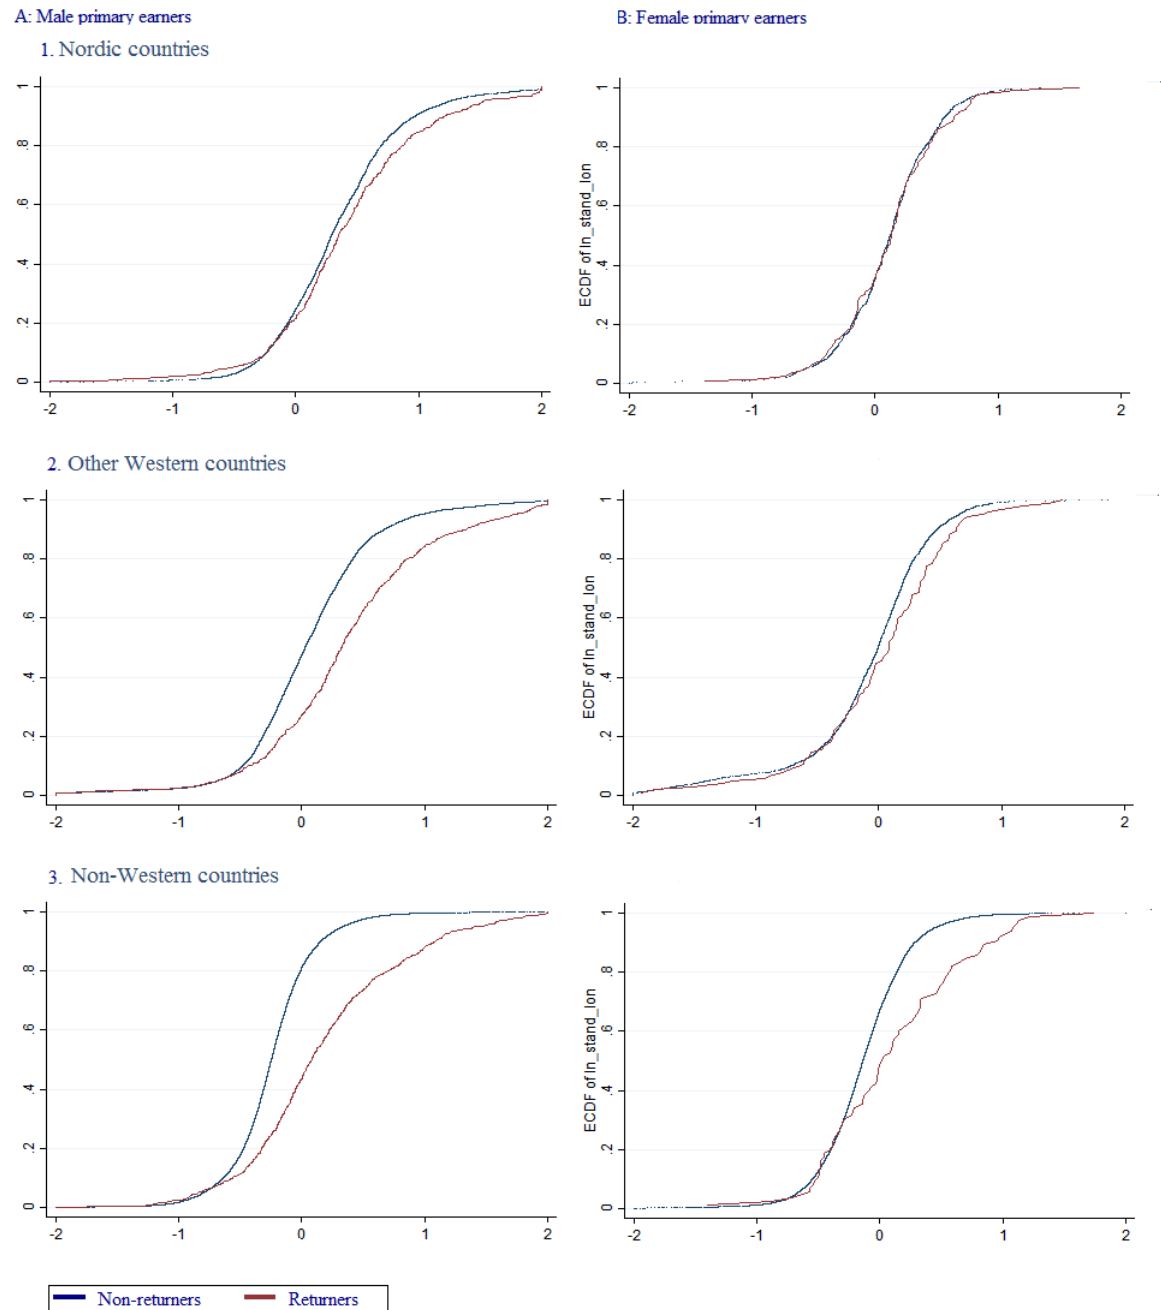 A: Male primary earners
B: Female primary earners
1. Nordic countries
1
.8
.6
.4
.2
0
-2 -1 0 1 2
ECDF of ln_stand_lon
1
.8
.6
.4
.2
0
-2 -1 0 1 2
2. Other Western countries
1
.8
.6
.4
.2
0
-2 -1 0 1 2
ECDF of ln_stand_lon
1
.8
.6
.4
.2
0
-2 -1 0 1 2
3. Non-Western countries
1
.8
.6
.4
.2
0
-2 -1 0 1 2
ECDF of ln_stand_lon
1
.8
.6
.4
.2
0
-2 -1 0 1 2
Non-returners Returners